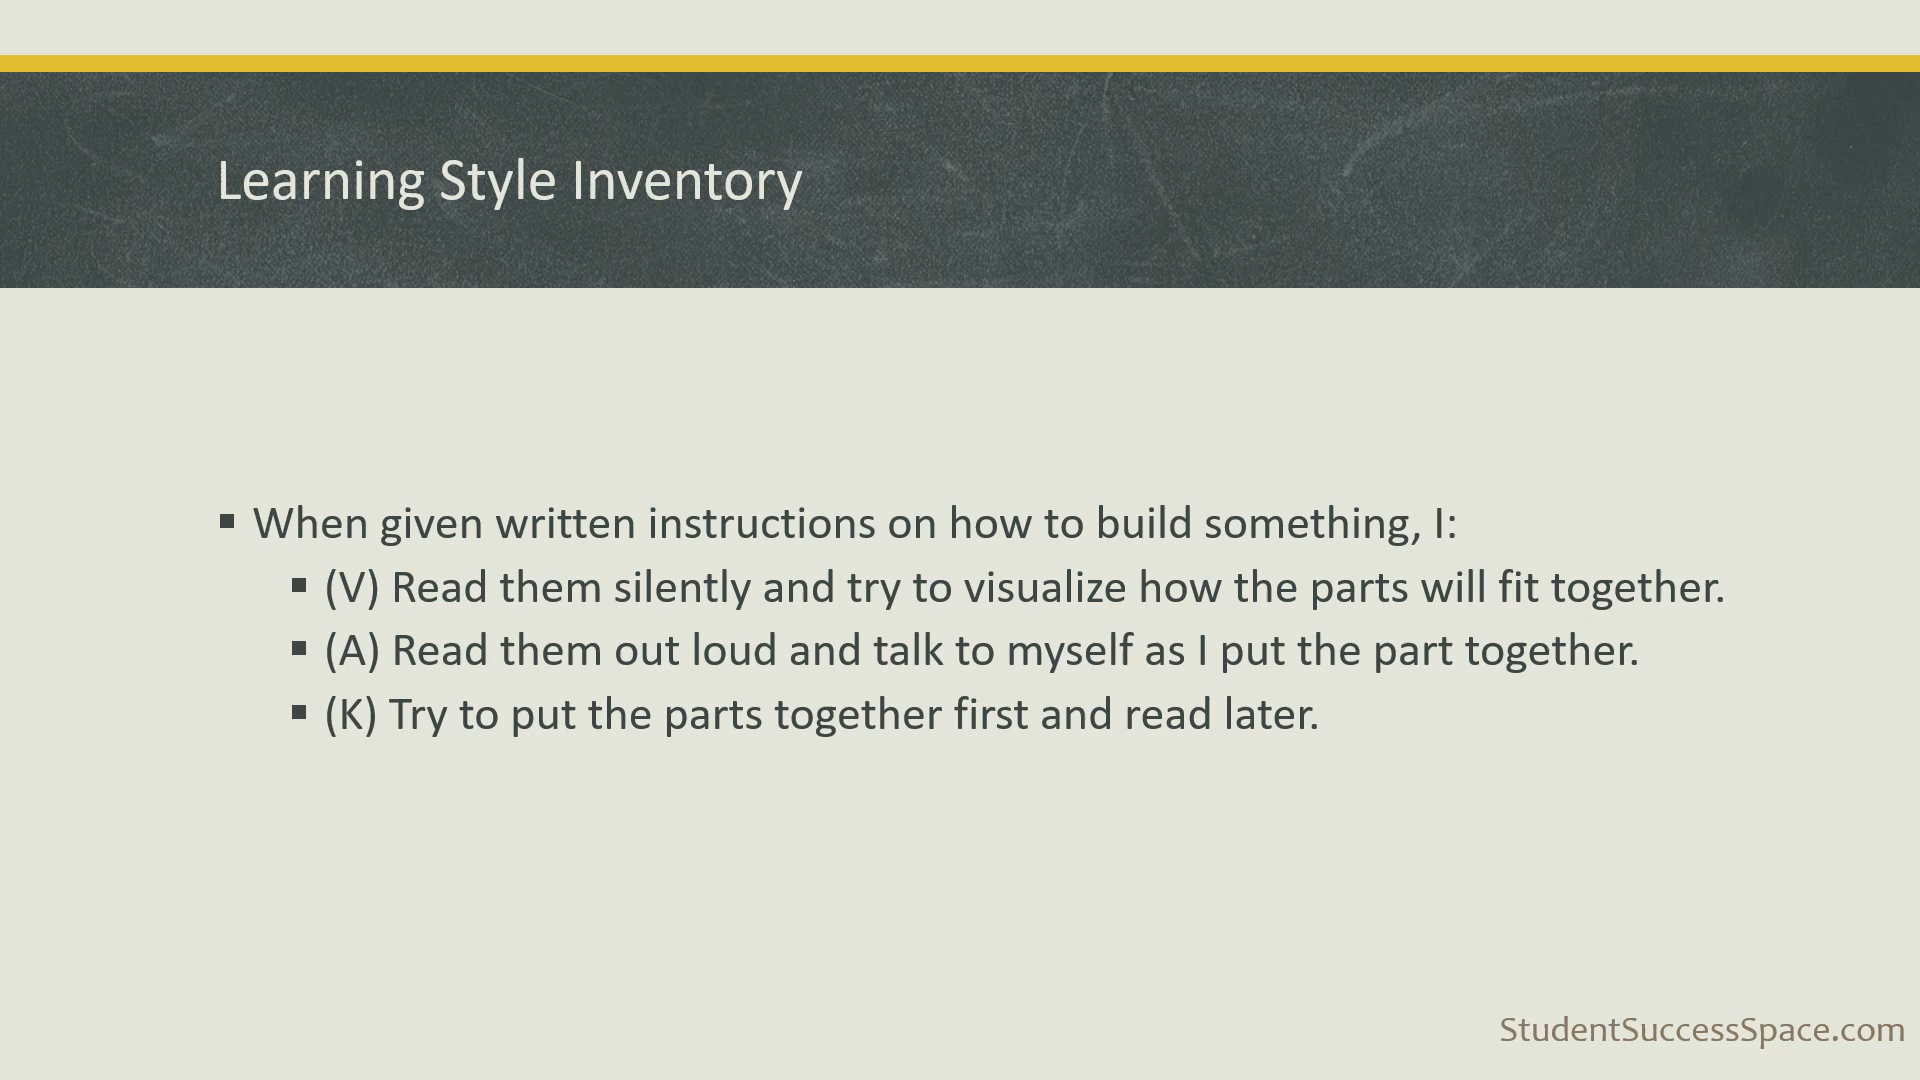 Learning Style Inventory
When given written instructions on how to build something, I:
(V) Read them silently and try to visualize how the parts will fit together.
(A) Read them out loud and talk to myself as I put the part together.
(K) Try to put the parts together first and read later.
StudentSuccessSpace.com